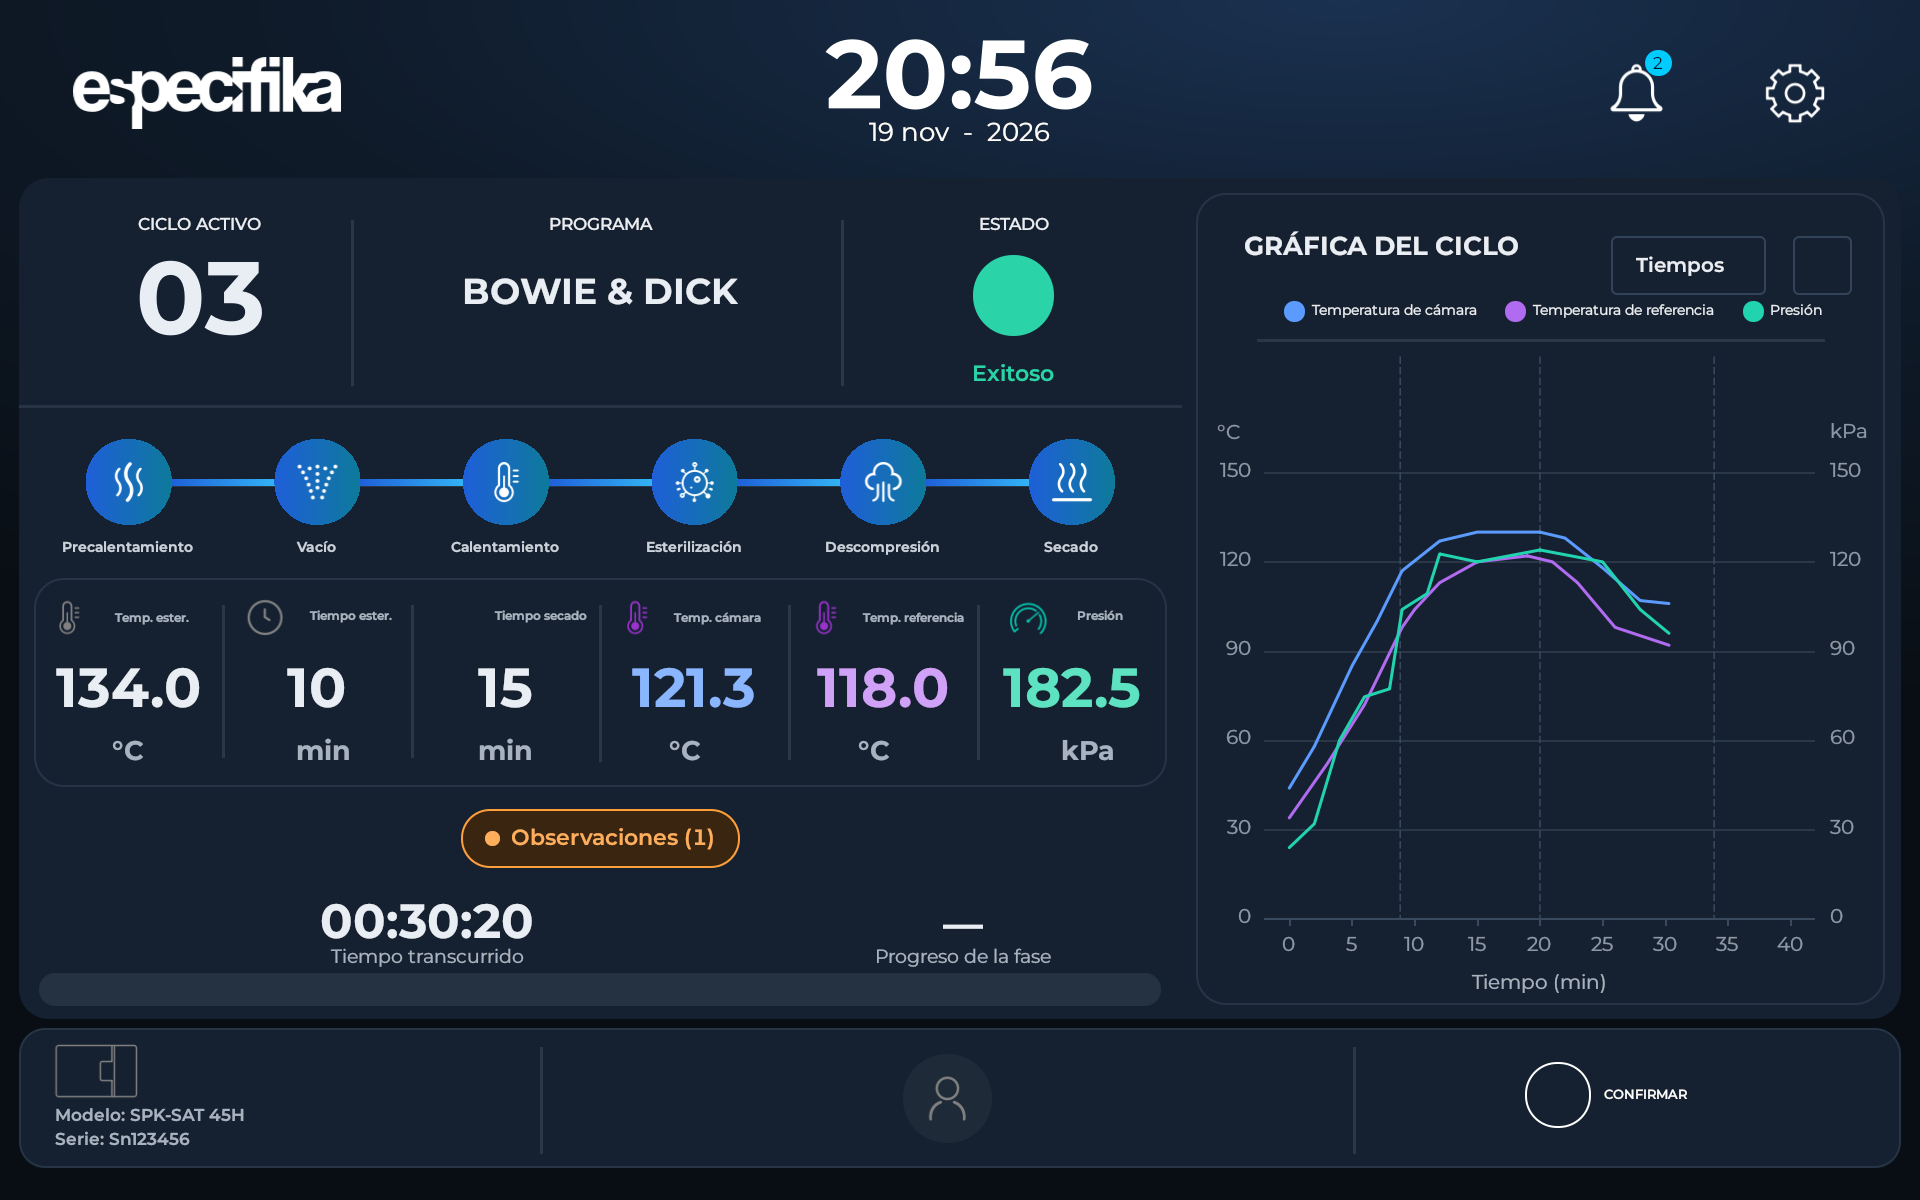 especifika
20:56
19 nov - 2026
2
CICLO ACTIVO
03
PROGRAMA
BOWIE & DICK
ESTADO
Exitoso
Precalentamiento
Vacío
Calentamiento
Esterilización
Descompresión
Secado
Temp. ester.
134.0
°C
Tiempo ester.
10
min
Tiempo secado
15
min
Temp. cámara
121.3
°C
Temp. referencia
118.0
°C
Presión
182.5
kPa
Observaciones (1)
00:30:20
Tiempo transcurrido
—
Progreso de la fase
GRÁFICA DEL CICLO
Tiempos
Temperatura de cámara
Temperatura de referencia
Presión
°C
kPa
150
150
120
120
90
90
60
60
30
30
0
0
0 5 10 15 20 25 30 35 40
Tiempo (min)
Modelo: SPK-SAT 45H
Serie: Sn123456
CONFIRMAR